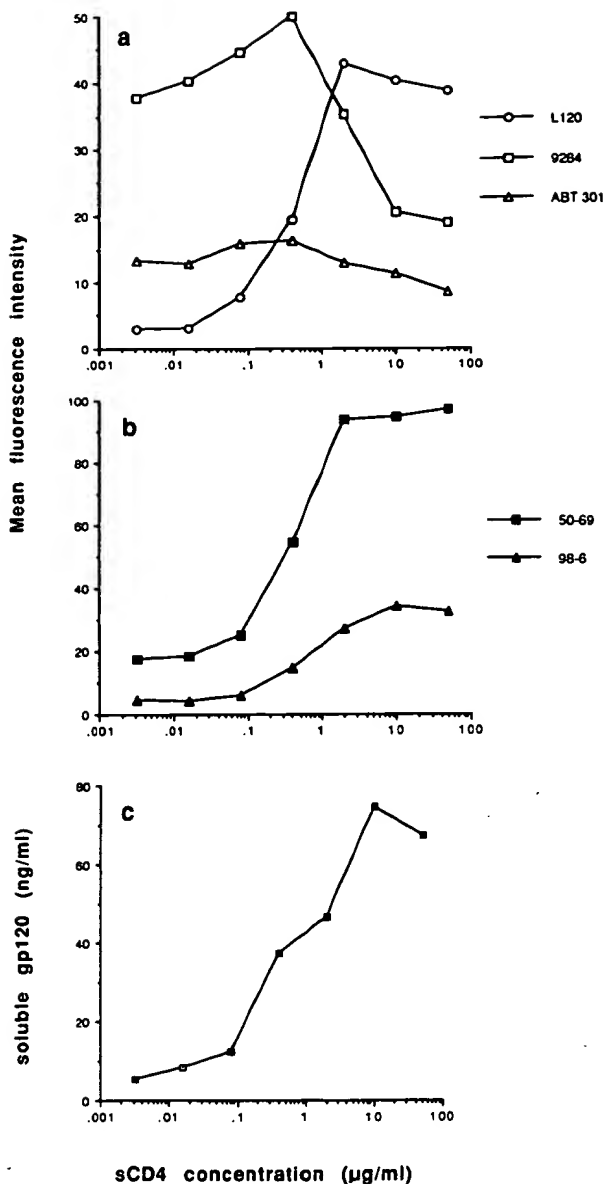 a
50
40
30
20
10
0
.001 .01 .1 1 10 100
L120
9284
ABT 301
Mean fluorescence intensity
b
100
80
60
40
20
0
.001 .01 .1 1 10 100
50-69
98-6
c
80
60
40
20
0
.001 .01 .1 1 10 100
soluble gp120 (ng/ml)
sCD4 concentration (µg/ml)